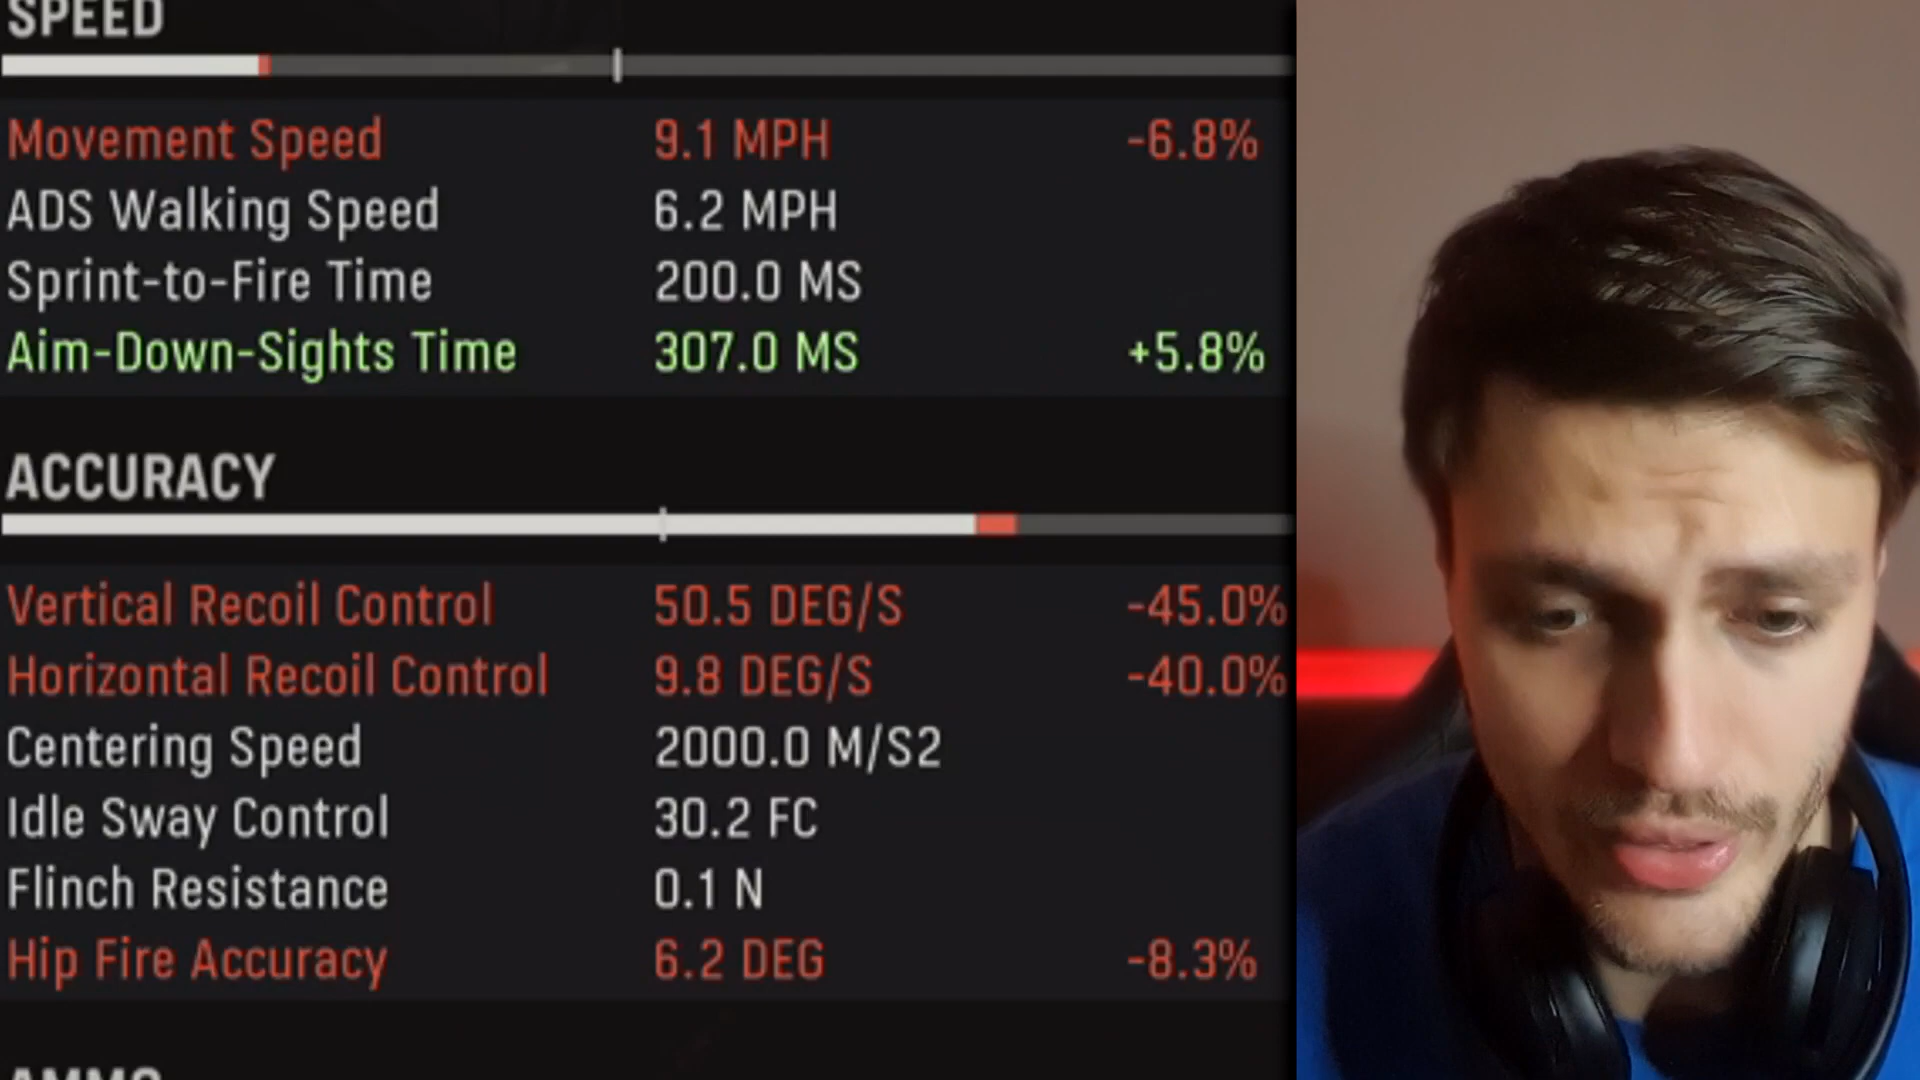 SPEED
Movement Speed 9.1 MPH -6.8%
ADS Walking Speed 6.2 MPH
Sprint-to-Fire Time 200.0 MS
Aim-Down-Sights Time 307.0 MS +5.8%
ACCURACY
Vertical Recoil Control 50.5 DEG/S -45.0%
Horizontal Recoil Control 9.8 DEG/S -40.0%
Centering Speed 2000.0 M/S2
Idle Sway Control 30.2 FC
Flinch Resistance 0.1 N
Hip Fire Accuracy 6.2 DEG -8.3%
AMMO